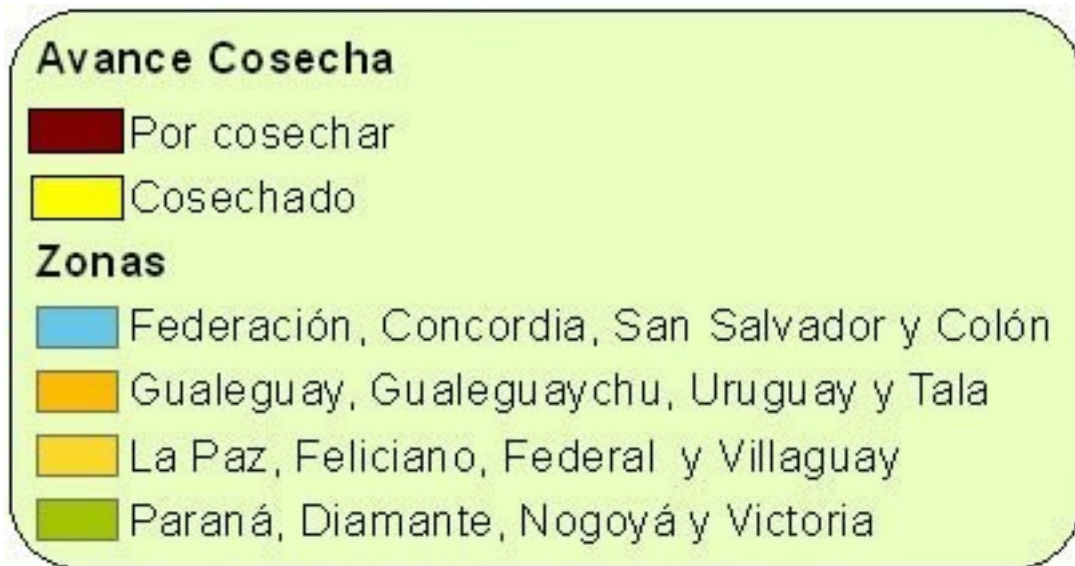 Avance Cosecha
Por cosechar
Cosechado
Zonas
Federación, Concordia, San Salvador y Colón
Gualeguay, Gualeguaychu, Uruguay y Tala
La Paz, Feliciano, Federal y Villaguay
Paraná, Diamante, Nogoyá y Victoria